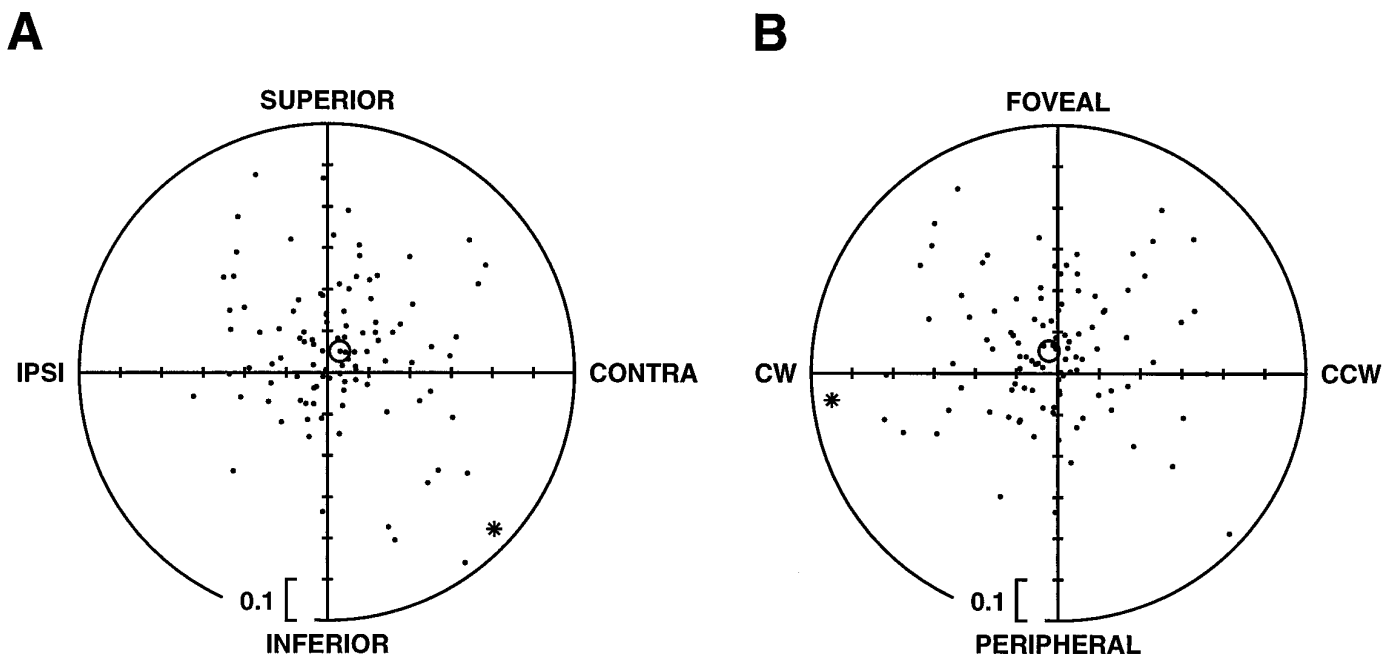 A
B
SUPERIOR
FOVEAL
IPSI
CONTRA
CW
CCW
0.1
0.1
INFERIOR
PERIPHERAL